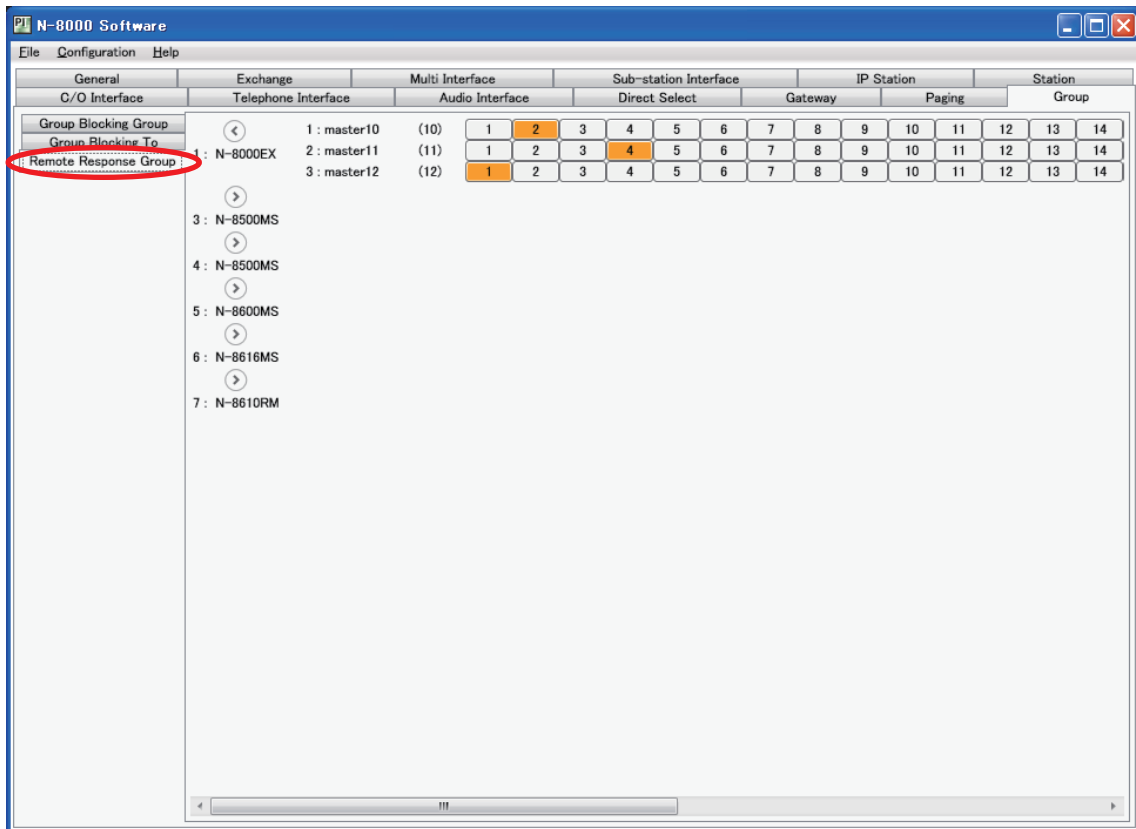 N-8000 Software
File Configuration Help
General Exchange Multi Interface Sub-station Interface IP Station Station
C/O Interface Telephone Interface Audio Interface Direct Select Gateway Paging Group
Group Blocking Group
Group Blocking To
Remote Response Group
1 : N-8000EX
1 : master10 (10) 1 2 3 4 5 6 7 8 9 10 11 12 13 14
2 : master11 (11) 1 2 3 4 5 6 7 8 9 10 11 12 13 14
3 : master12 (12) 1 2 3 4 5 6 7 8 9 10 11 12 13 14
3 : N-8500MS
4 : N-8500MS
5 : N-8600MS
6 : N-8616MS
7 : N-8610RM